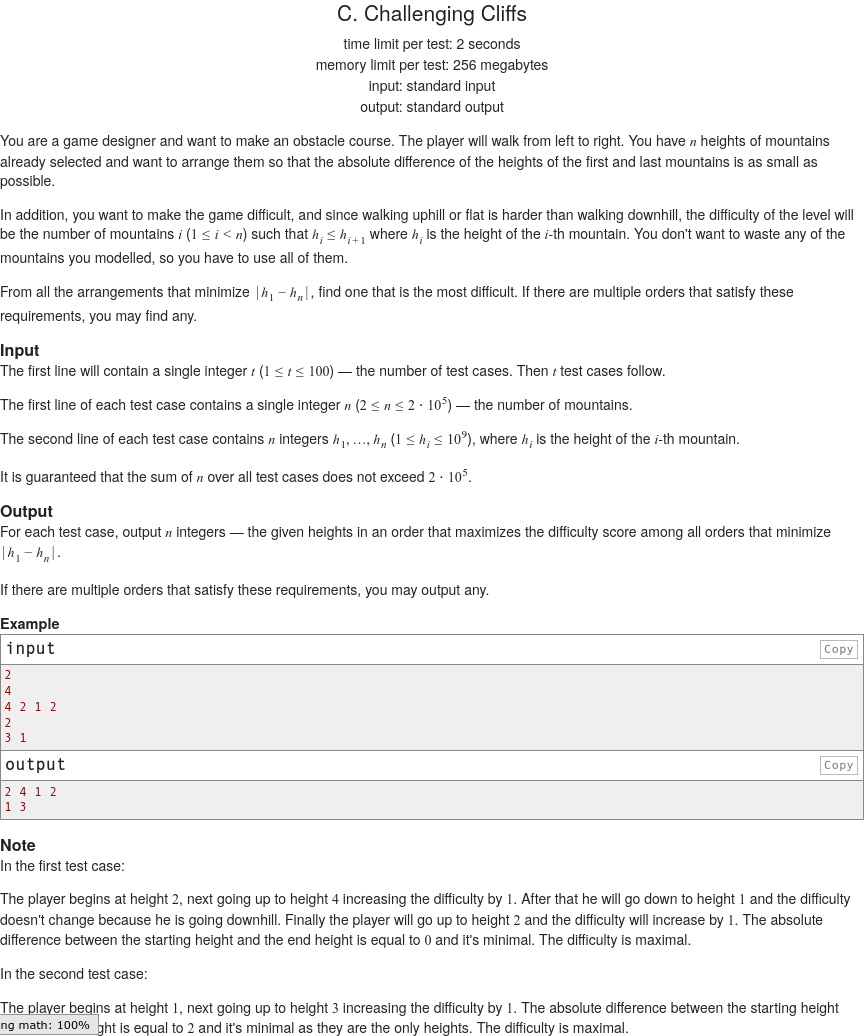 C. Challenging Cliffs
time limit per test: 2 seconds
memory limit per test: 256 megabytes
input: standard input
output: standard output
You are a game designer and want to make an obstacle course. The player will walk from left to right. You have n heights of mountains
already selected and want to arrange them so that the absolute difference of the heights of the first and last mountains is as small as
possible.
In addition, you want to make the game difficult, and since walking uphill or flat is harder than walking downhill, the difficulty of the level will
be the number of mountains i (1 ≤ i < n) such that h_i ≤ h_{i+1} where h_i is the height of the i-th mountain. You don't want to waste any of the
mountains you modelled, so you have to use all of them.
From all the arrangements that minimize |h_1 − h_n|, find one that is the most difficult. If there are multiple orders that satisfy these
requirements, you may find any.
Input
The first line will contain a single integer t (1 ≤ t ≤ 100) — the number of test cases. Then t test cases follow.
The first line of each test case contains a single integer n (2 ≤ n ≤ 2 · 10^5) — the number of mountains.
The second line of each test case contains n integers h_1, …, h_n (1 ≤ h_i ≤ 10^9), where h_i is the height of the i-th mountain.
It is guaranteed that the sum of n over all test cases does not exceed 2 · 10^5.
Output
For each test case, output n integers — the given heights in an order that maximizes the difficulty score among all orders that minimize
|h_1 − h_n|.
If there are multiple orders that satisfy these requirements, you may output any.
Example
input Copy
2
4
4 2 1 2
2
3 1
output Copy
2 4 1 2
1 3
Note
In the first test case:
The player begins at height 2, next going up to height 4 increasing the difficulty by 1. After that he will go down to height 1 and the difficulty
doesn't change because he is going downhill. Finally the player will go up to height 2 and the difficulty will increase by 1. The absolute
difference between the starting height and the end height is equal to 0 and it's minimal. The difficulty is maximal.
In the second test case:
The player begins at height 1, next going up to height 3 increasing the difficulty by 1. The absolute difference between the starting height
ng math: 100% ght is equal to 2 and it's minimal as they are the only heights. The difficulty is maximal.